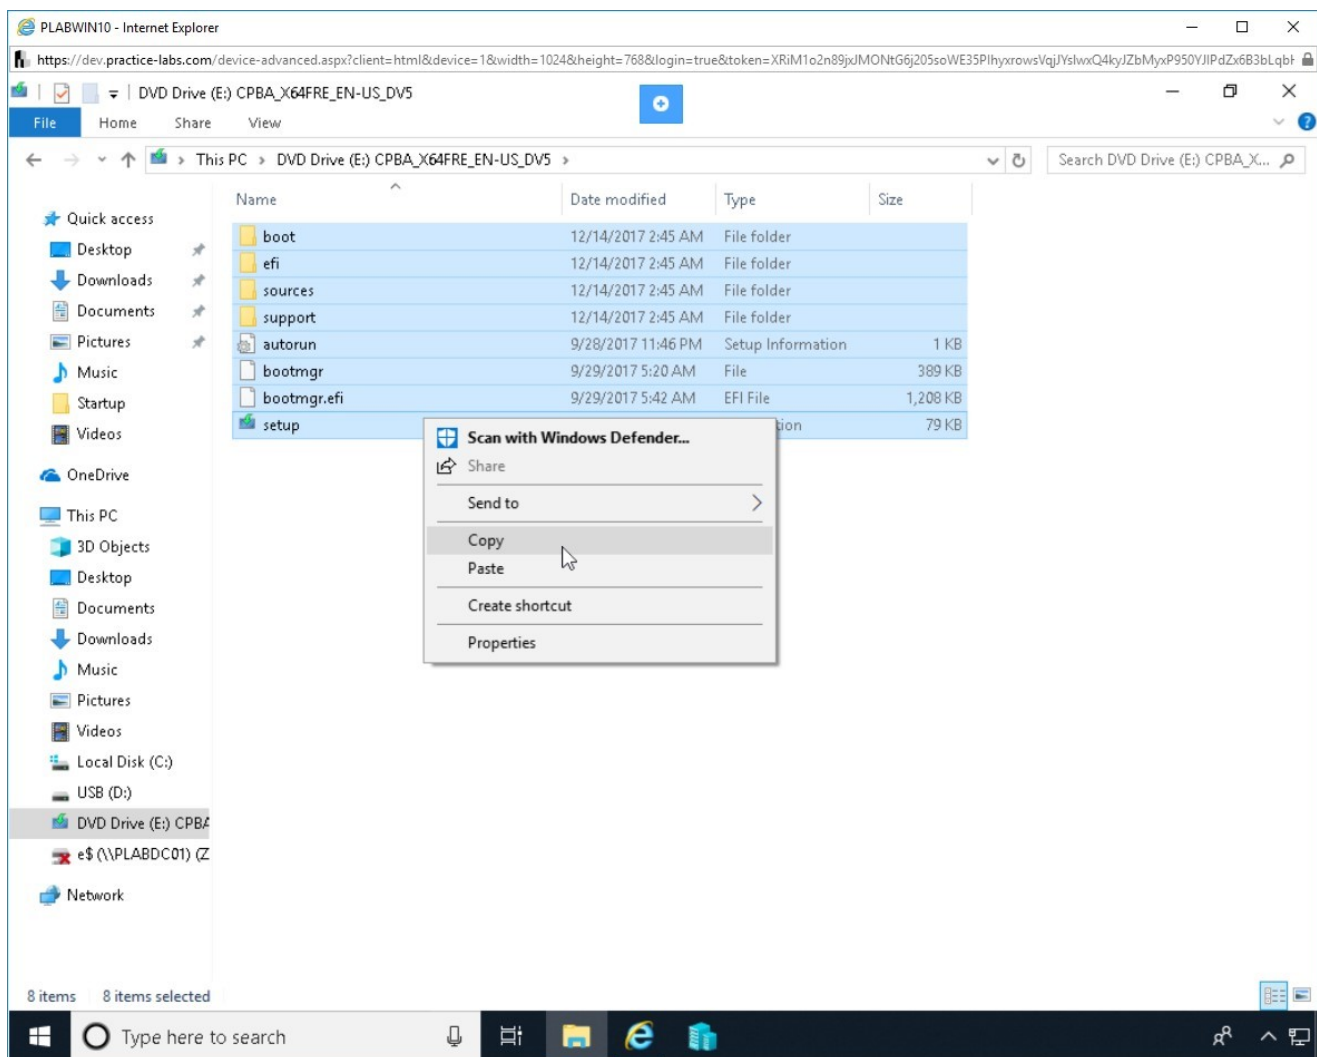 PLABWIN10 - Internet Explorer
https://dev.practice-labs.com/device-advanced.aspx?client=html&device=1&width=1024&height=768&login=true&token=
DVD Drive (E:) CPBA_X64FRE_EN-US_DV5
File Home Share View
This PC > DVD Drive (E:) CPBA_X64FRE_EN-US_DV5 >
Search DVD Drive (E:) CPBA_X...
Name Date modified Type Size
Quick access
Desktop
Downloads
Documents
Pictures
Music
Startup
Videos
OneDrive
This PC
3D Objects
Desktop
Documents
Downloads
Music
Pictures
Videos
Local Disk (C:)
USB (D:)
DVD Drive (E:) CPBA
e$ (\\PLABDC01) (Z
Network
boot 12/14/2017 2:45 AM File folder
efi 12/14/2017 2:45 AM File folder
sources 12/14/2017 2:45 AM File folder
support 12/14/2017 2:45 AM File folder
autorun 9/28/2017 11:46 PM Setup Information 1 KB
bootmgr 9/29/2017 5:20 AM File 389 KB
bootmgr.efi 9/29/2017 5:42 AM EFI File 1,208 KB
setup tion 79 KB
Scan with Windows Defender...
Share
Send to
Copy
Paste
Create shortcut
Properties
8 items 8 items selected
Type here to search